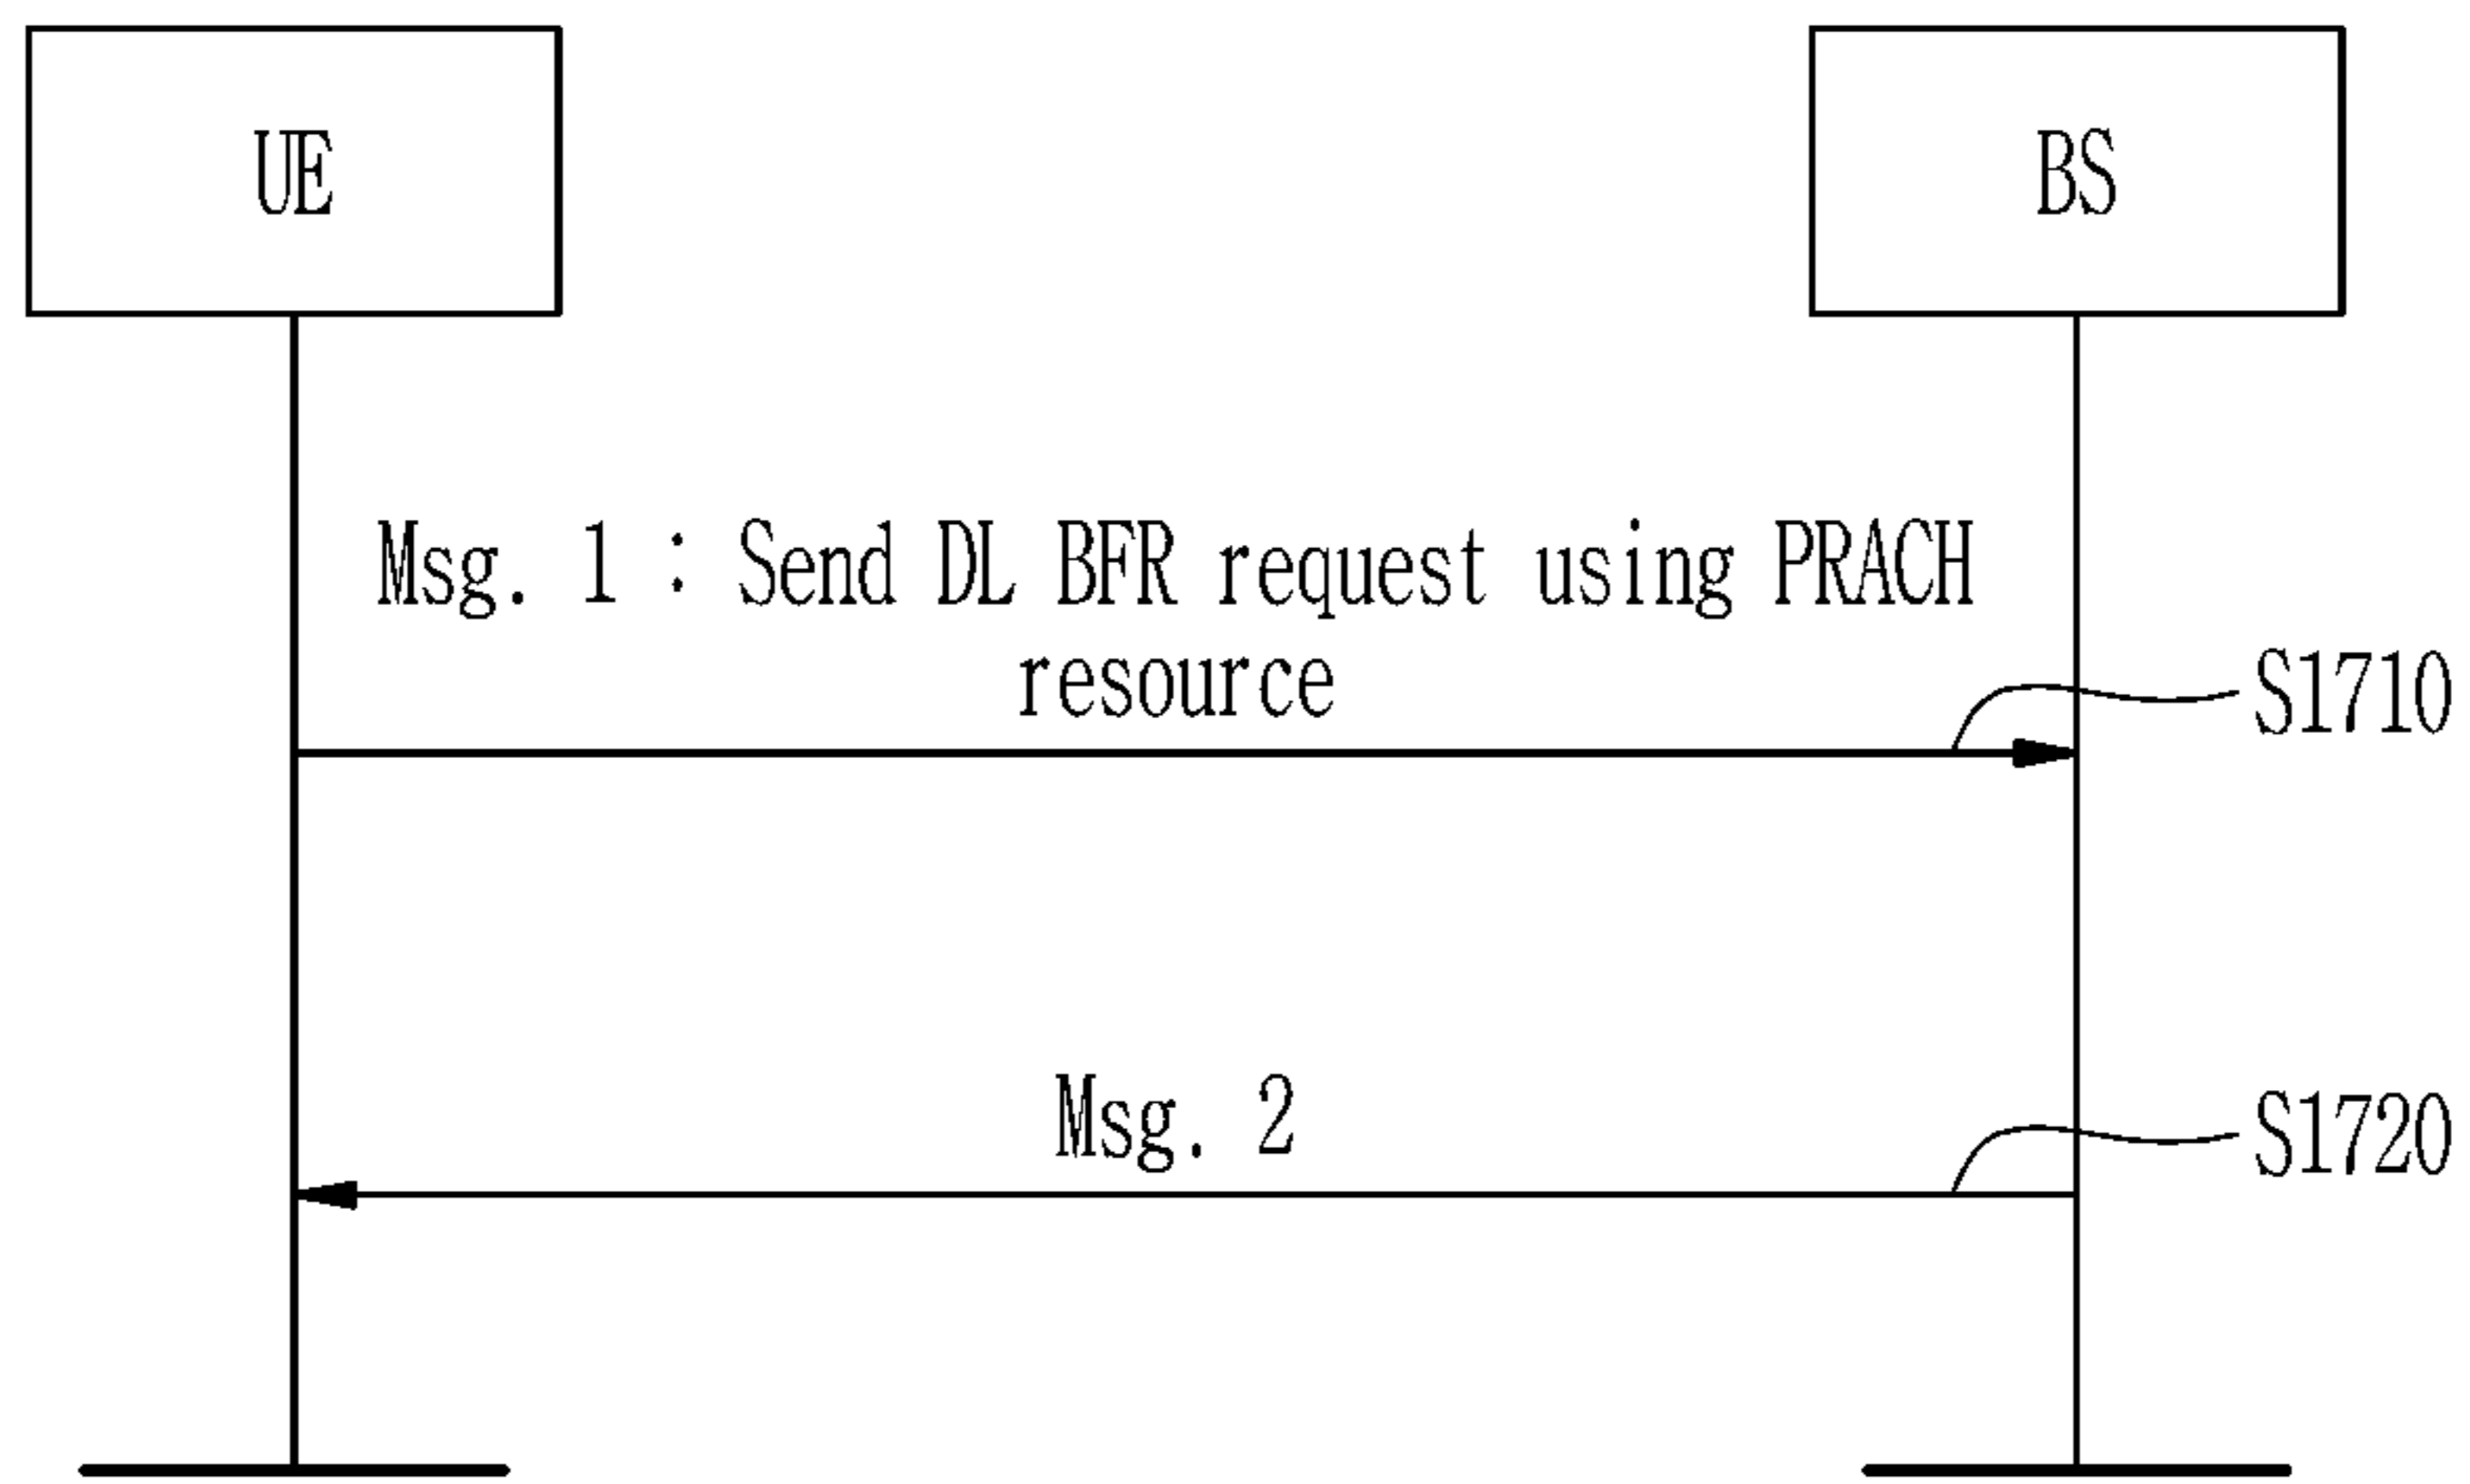 UE
BS
Msg. 1 : Send DL BFR request using PRACH
resource
S1710
Msg. 2
S1720